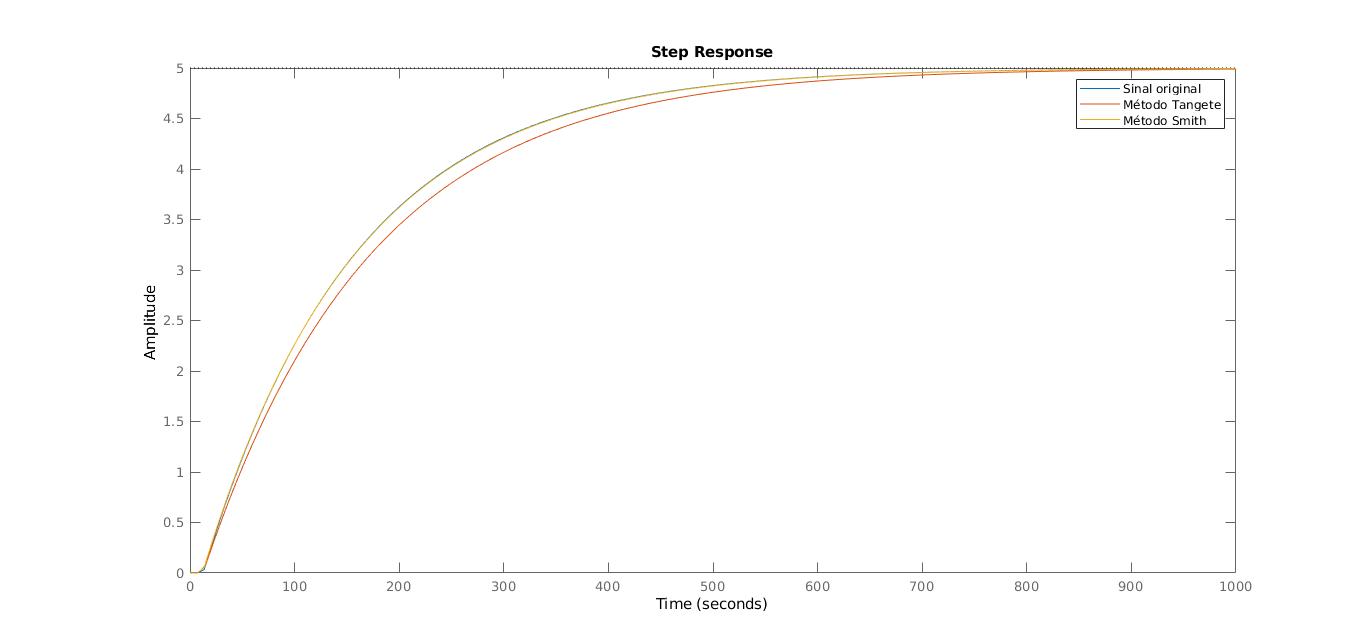 Step Response
5
4.5
4
3.5
3
2.5
2
1.5
1
0.5
0
Amplitude
Sinal original
Método Tangete
Método Smith
0 100 200 300 400 500 600 700 800 900 1000
Time (seconds)